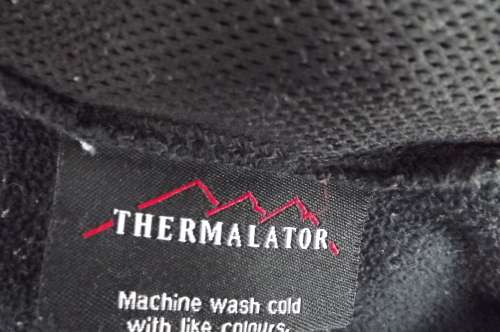 THERMALATOR
Machine wash cold
with like colours.